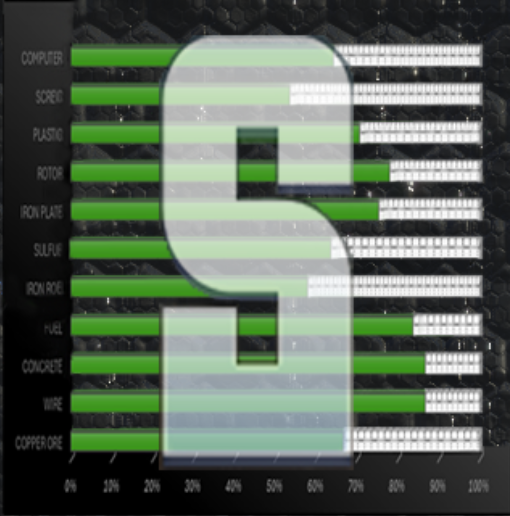 S
COMPUTER
SCREW
PLASTIC
ROTOR
IRON PLATE
SULFUR
IRON ROD
FUEL
CONCRETE
WIRE
COPPER ORE
0% 10% 20% 30% 40% 50% 60% 70% 80% 90% 100%